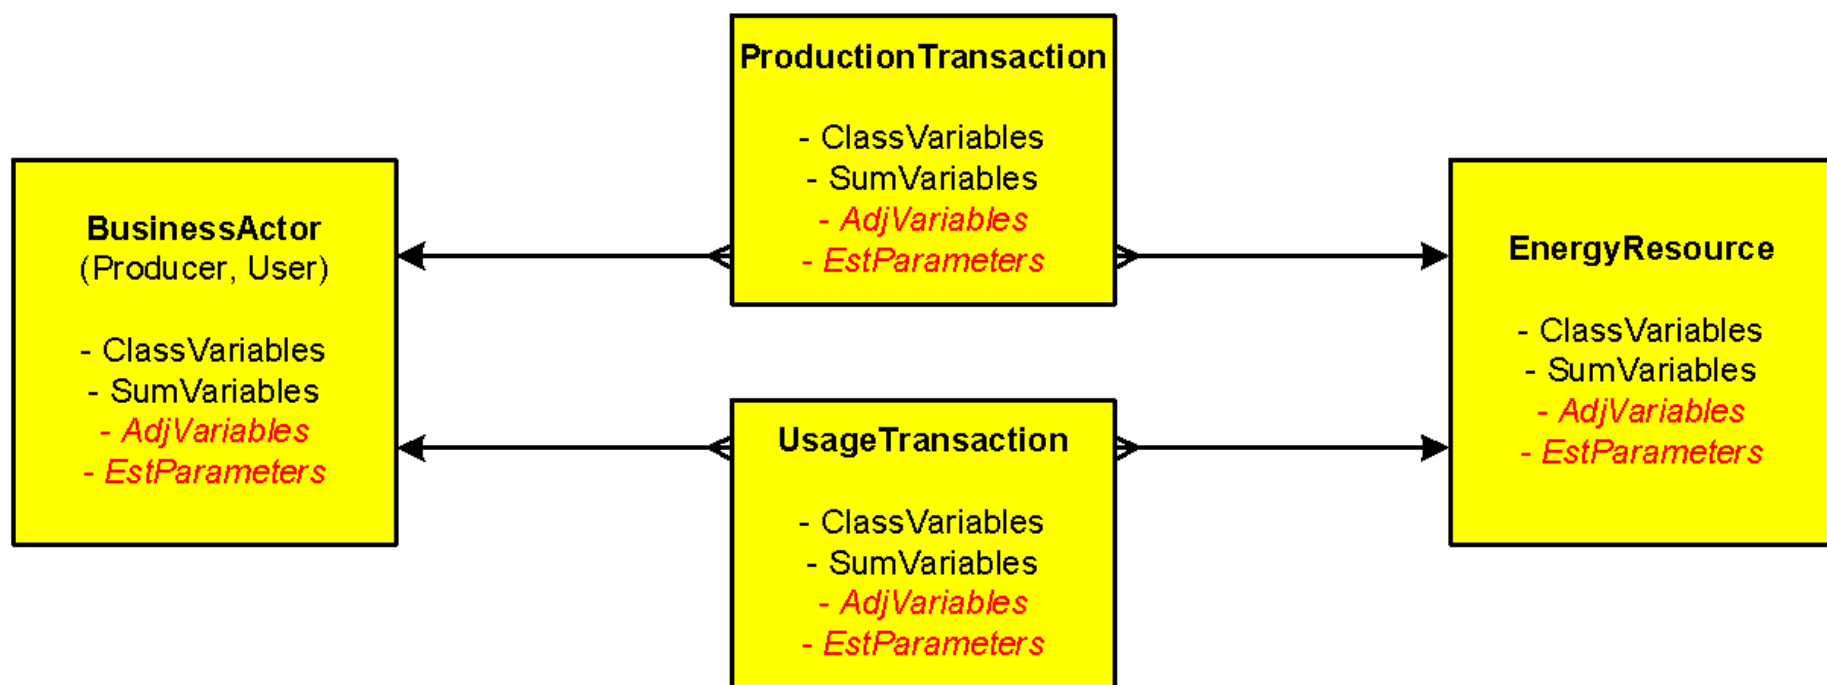 ProductionTransaction
- ClassVariables
- SumVariables
- AdjVariables
- EstParameters
BusinessActor
(Producer, User)
- ClassVariables
- SumVariables
- AdjVariables
- EstParameters
EnergyResource
- ClassVariables
- SumVariables
- AdjVariables
- EstParameters
UsageTransaction
- ClassVariables
- SumVariables
- AdjVariables
- EstParameters